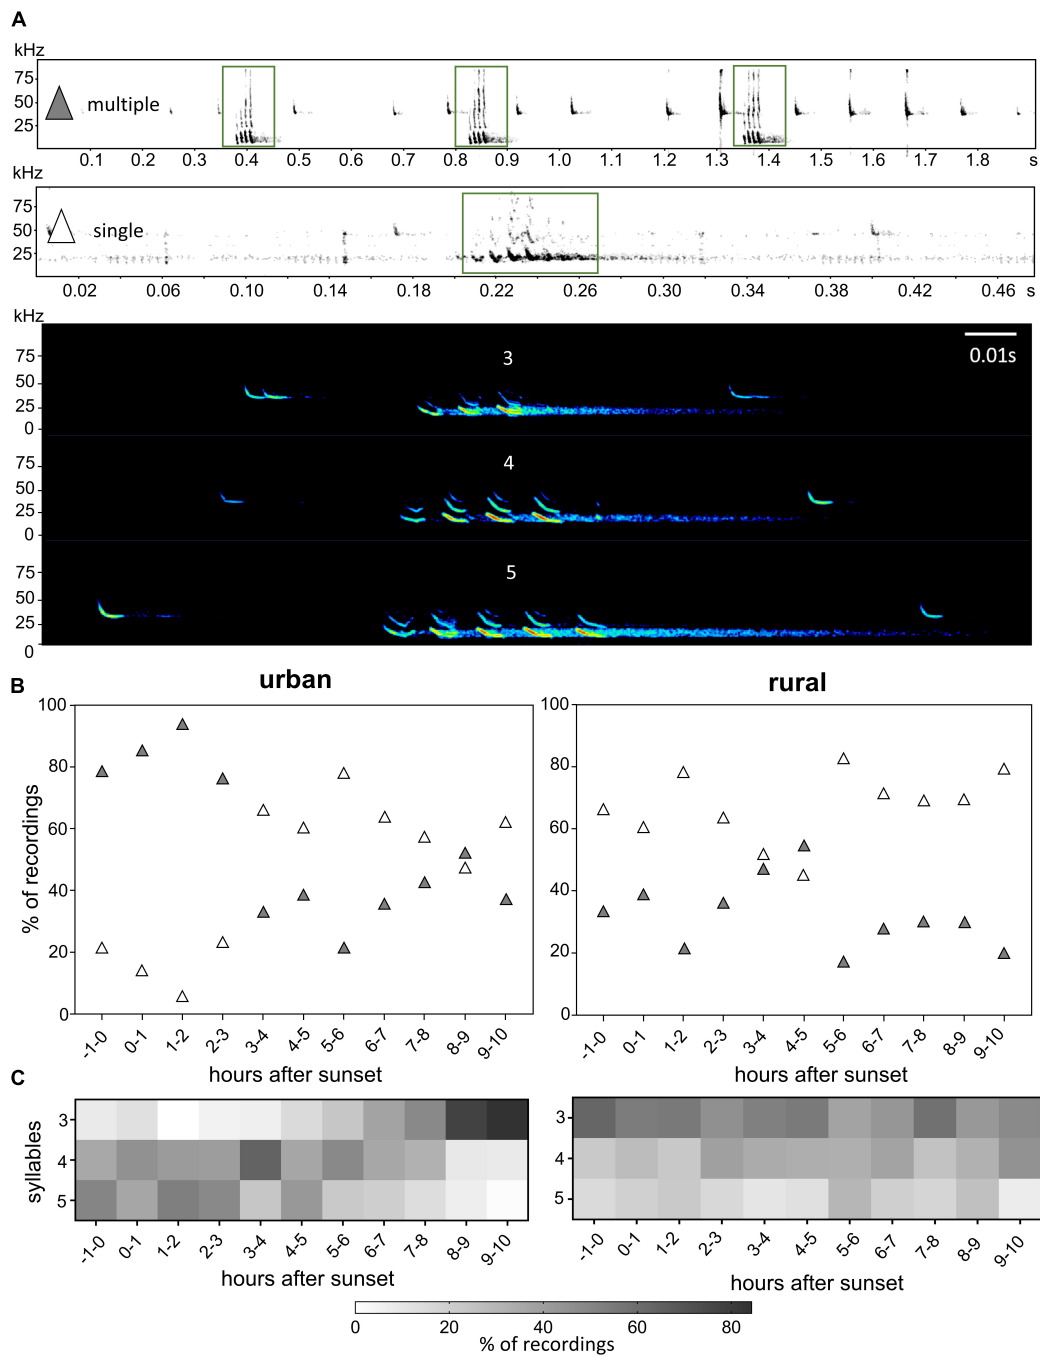 A
kHz
75
50
25
multiple
0.1 0.2 0.3 0.4 0.5 0.6 0.7 0.8 0.9 1.0 1.1 1.2 1.3 1.4 1.5 1.6 1.7 1.8 s
kHz
75
50
25
single
0.02 0.06 0.10 0.14 0.18 0.22 0.26 0.30 0.34 0.38 0.42 0.46 s
kHz
75
50
25
0
3
0.01s
75
50
25
0
4
75
50
25
0
5
B
urban
100
80
60
40
20
0
% of recordings
-1-0 0-1 1-2 2-3 3-4 4-5 5-6 6-7 7-8 8-9 9-10
hours after sunset
rural
100
80
60
40
20
0
-1-0 0-1 1-2 2-3 3-4 4-5 5-6 6-7 7-8 8-9 9-10
hours after sunset
C
syllables
3
4
5
-1-0 0-1 1-2 2-3 3-4 4-5 5-6 6-7 7-8 8-9 9-10
hours after sunset
3
4
5
-1-0 0-1 1-2 2-3 3-4 4-5 5-6 6-7 7-8 8-9 9-10
hours after sunset
0 20 40 60 80
% of recordings